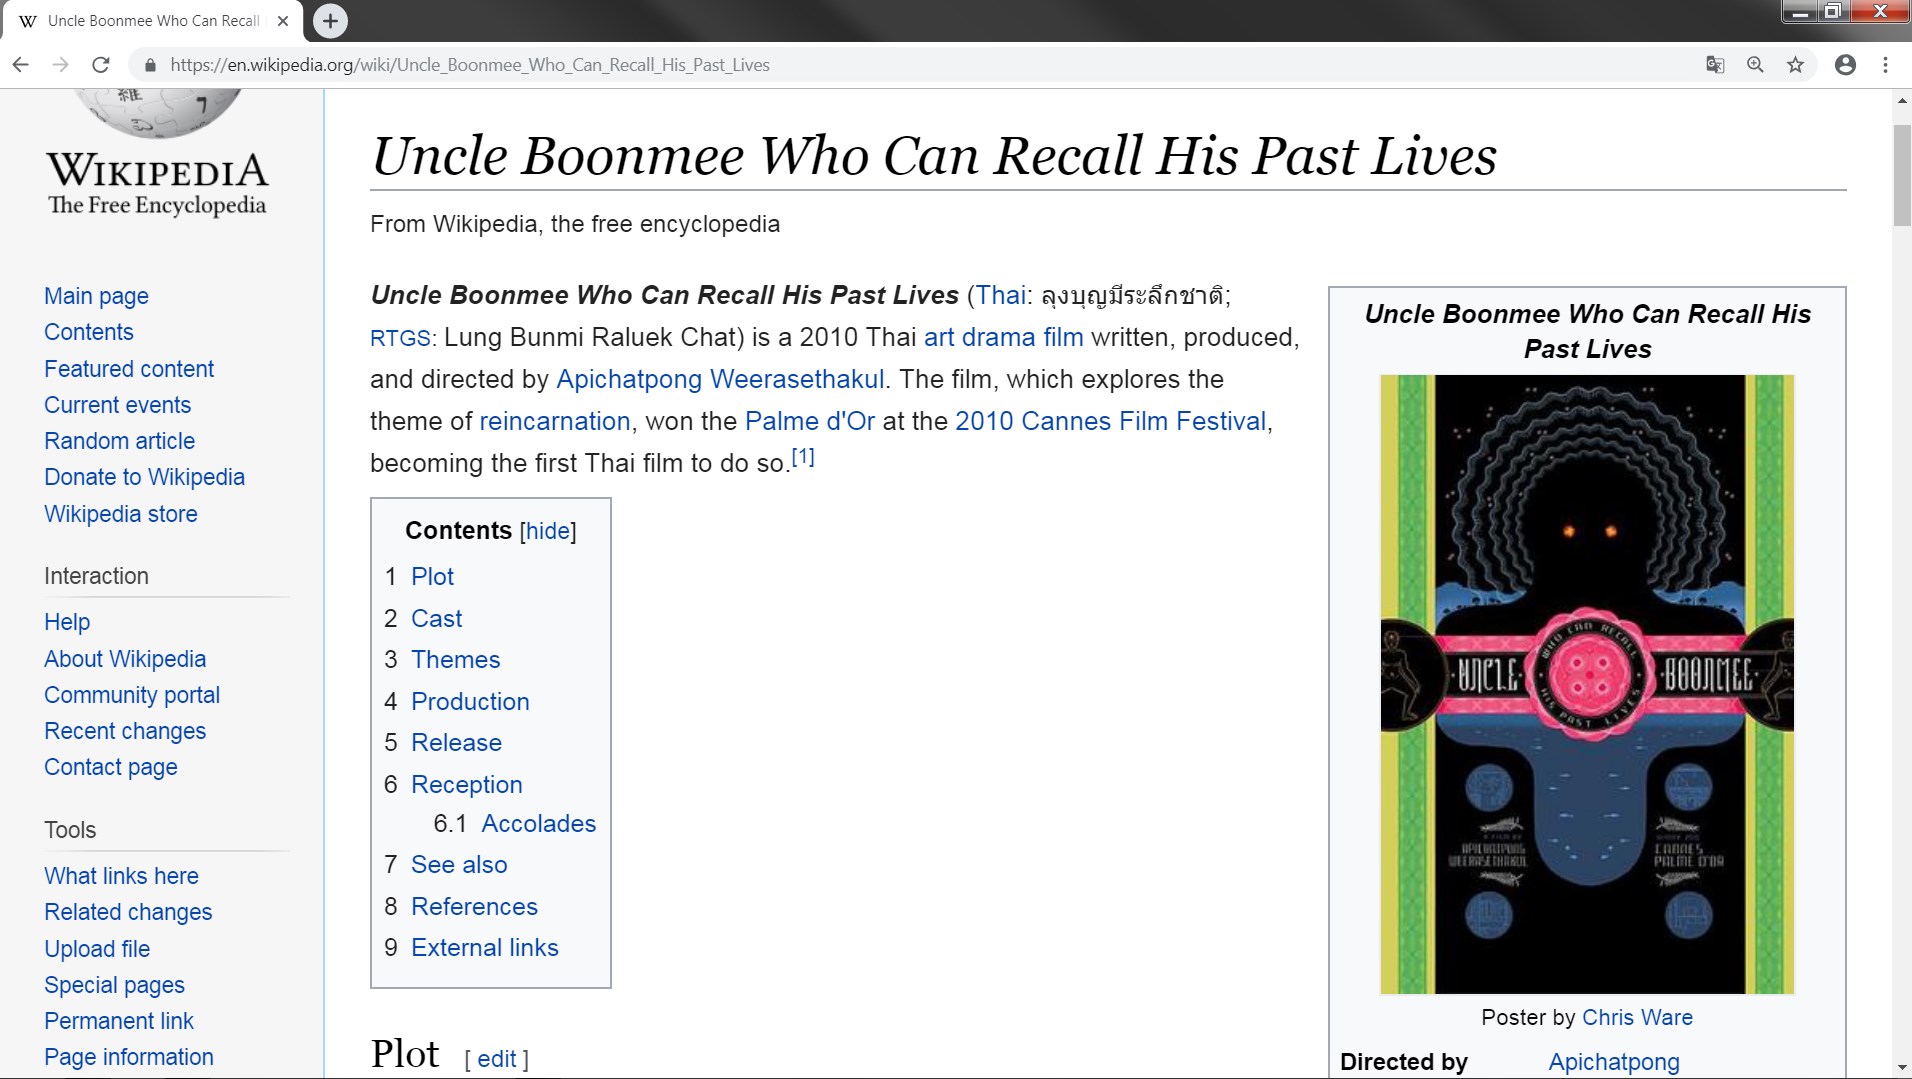 Uncle Boonmee Who Can Recall
https://en.wikipedia.org/wiki/Uncle_Boonmee_Who_Can_Recall_His_Past_Lives
WIKIPEDIA
The Free Encyclopedia
Main page
Contents
Featured content
Current events
Random article
Donate to Wikipedia
Wikipedia store
Interaction
Help
About Wikipedia
Community portal
Recent changes
Contact page
Tools
What links here
Related changes
Upload file
Special pages
Permanent link
Page information
Uncle Boonmee Who Can Recall His Past Lives
From Wikipedia, the free encyclopedia
Uncle Boonmee Who Can Recall His Past Lives (Thai: ลุงบุญมีระลึกชาติ;
RTGS: Lung Bunmi Raluek Chat) is a 2010 Thai art drama film written, produced,
and directed by Apichatpong Weerasethakul. The film, which explores the
theme of reincarnation, won the Palme d'Or at the 2010 Cannes Film Festival,
becoming the first Thai film to do so.[1]
Contents [hide]
1 Plot
2 Cast
3 Themes
4 Production
5 Release
6 Reception
6.1 Accolades
7 See also
8 References
9 External links
Plot [ edit ]
Uncle Boonmee Who Can Recall His
Past Lives
WHO CAN RECALL
UNCLE
BOONMEE
HIS PAST LIVES
A FILM BY
APICHATPONG
WEERASETHAKUL
CANNES
PALME D'OR
Poster by Chris Ware
Directed by Apichatpong